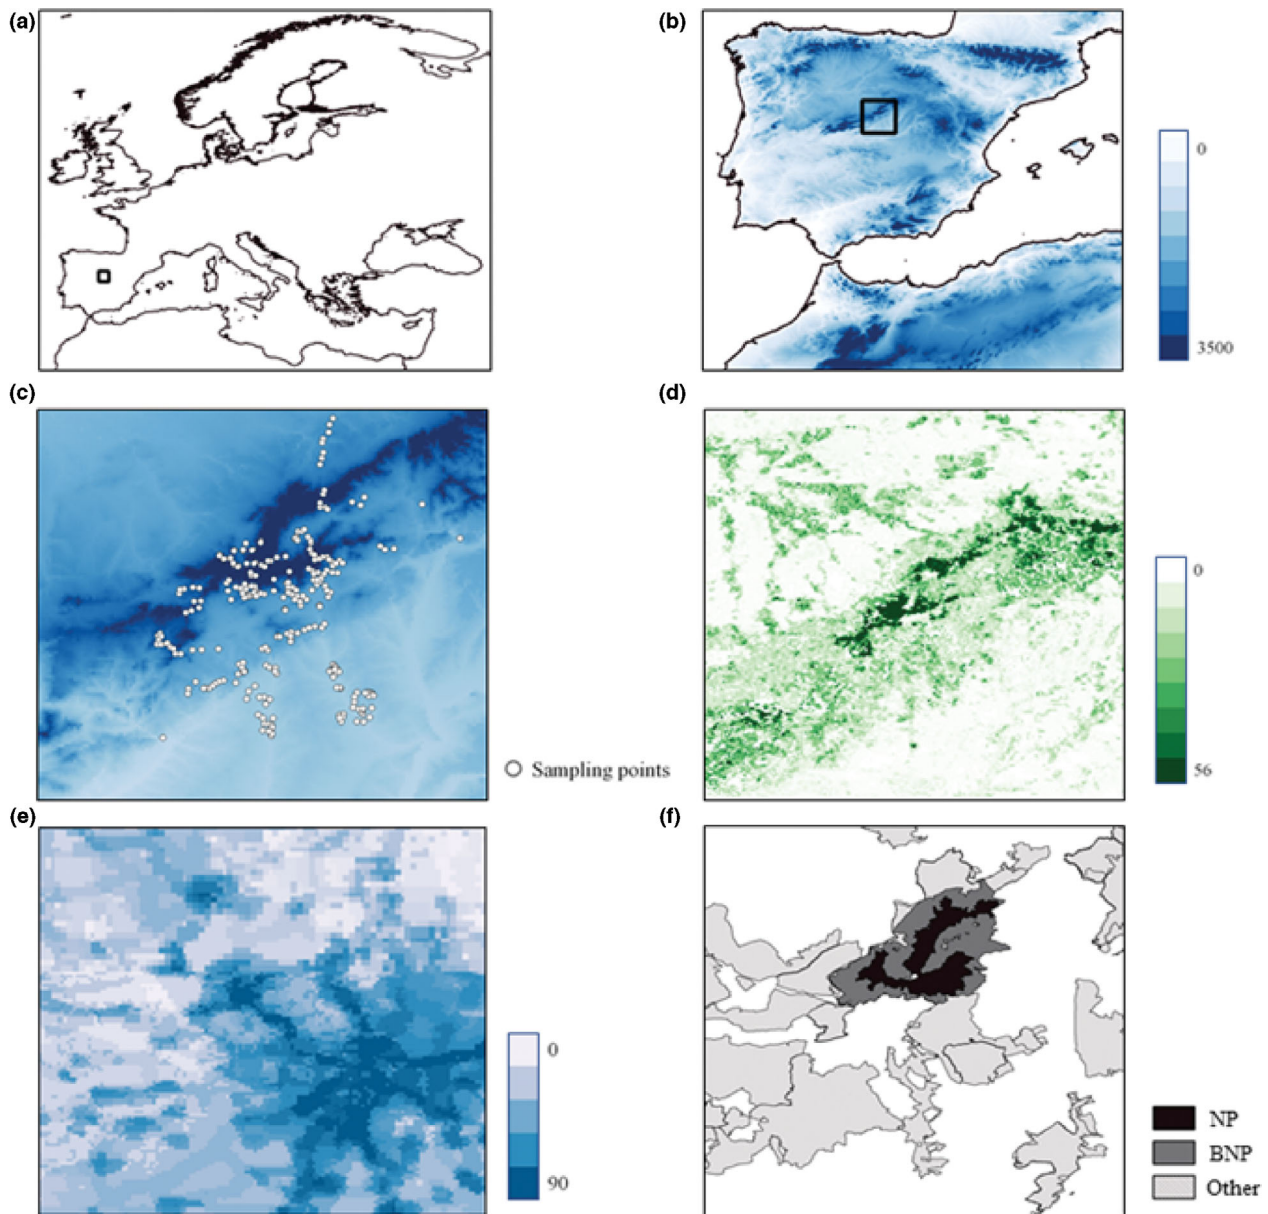 (a)
(b)
0
3500
(c)
(d)
Sampling points
0
56
(e)
(f)
0
90
NP
BNP
Other